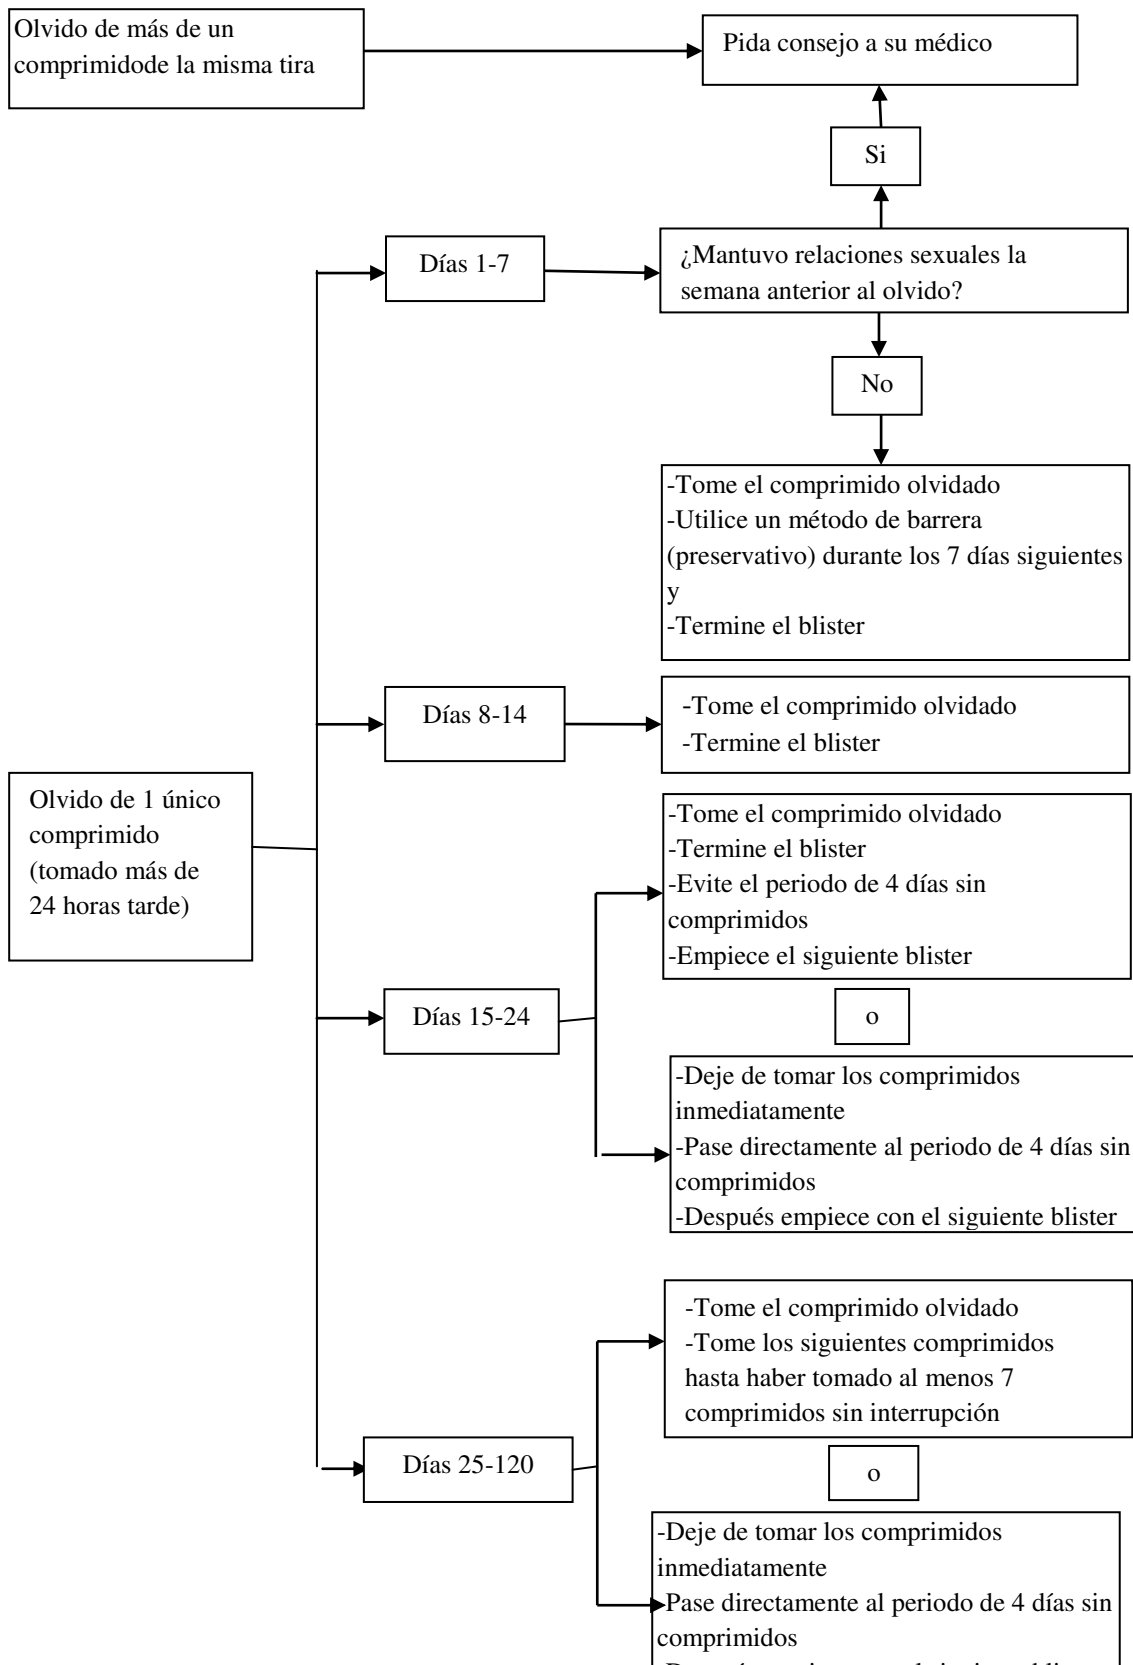 Olvido de más de un
comprimidode la misma tira
Pida consejo a su médico
Si
Días 1-7
¿Mantuvo relaciones sexuales la
semana anterior al olvido?
No
-Tome el comprimido olvidado
-Utilice un método de barrera
(preservativo) durante los 7 días siguientes
y
-Termine el blister
Días 8-14
-Tome el comprimido olvidado
-Termine el blister
Olvido de 1 único
comprimido
(tomado más de
24 horas tarde)
-Tome el comprimido olvidado
-Termine el blister
-Evite el periodo de 4 días sin
comprimidos
-Empiece el siguiente blister
Días 15-24
o
-Deje de tomar los comprimidos
inmediatamente
-Pase directamente al periodo de 4 días sin
comprimidos
-Después empiece con el siguiente blister
-Tome el comprimido olvidado
-Tome los siguientes comprimidos
hasta haber tomado al menos 7
comprimidos sin interrupción
Días 25-120
o
-Deje de tomar los comprimidos
inmediatamente
-Pase directamente al periodo de 4 días sin
comprimidos